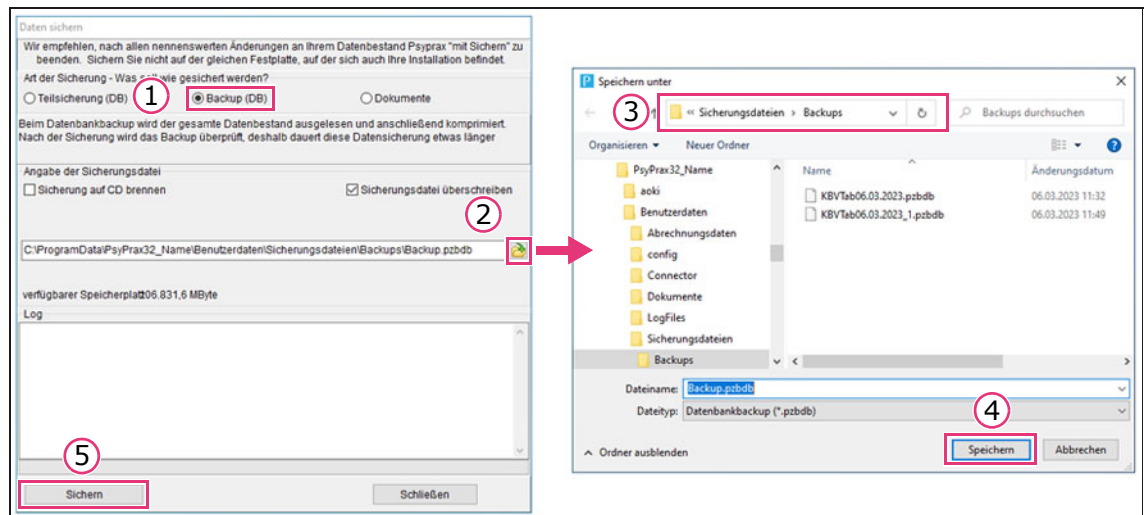 Daten sichern
Wir empfehlen, nach allen nennenswerten Änderungen an Ihrem Datenbestand Psyprax "mit Sichern" zu
beenden. Sichern Sie nicht auf der gleichen Festplatte, auf der sich auch Ihre Installation befindet.
Art der Sicherung - Was wie gesichert werden?
1
Teilsicherung (DB) Backup (DB) Dokumente
Beim Datenbankbackup wird der gesamte Datenbestand ausgelesen und anschließend komprimiert.
Nach der Sicherung wird das Backup überprüft, deshalb dauert diese Datensicherung etwas länger
Angabe der Sicherungsdatei
Sicherung auf CD brennen Sicherungsdatei überschreiben
2
C:\ProgramData\PsyPrax32_Name\Benutzerdaten\Sicherungsdateien\Backups\Backup.pzbdb
verfügbarer Speicherplatz 206.831,6 MByte
Log
5
Sichern Schließen
Speichern unter
3
« Sicherungsdateien › Backups Backups durchsuchen
Organisieren Neuer Ordner
PsyPrax32_Name
aoki
Benutzerdaten
Abrechnungsdaten
config
Connector
Dokumente
LogFiles
Sicherungsdateien
Backups
Name Änderungsdatum
KBVTab06.03.2023.pzbdb 06.03.2023 11:32
KBVTab06.03.2023_1.pzbdb 06.03.2023 11:49
Dateiname: Backup.pzbdb
Dateityp: Datenbankbackup (*.pzbdb)
4
Ordner ausblenden Speichern Abbrechen